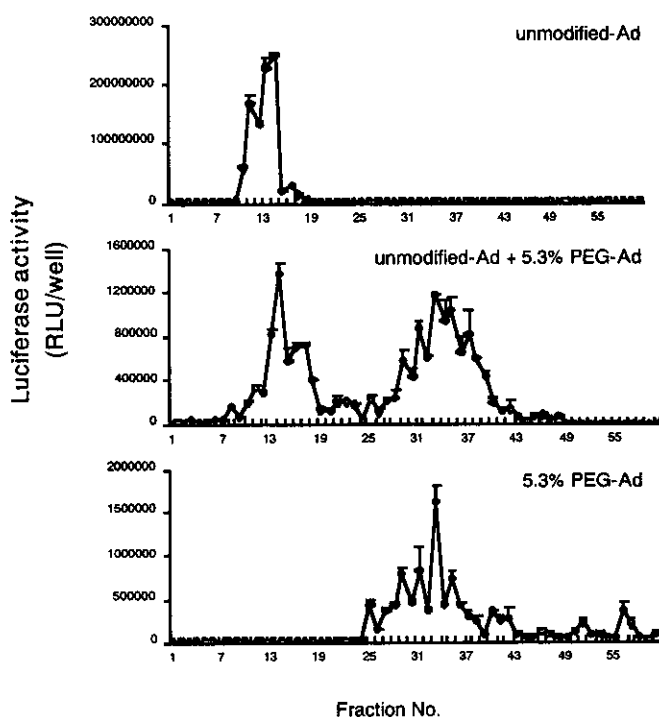 unmodified-Ad
300000000
200000000
100000000
0
1 7 13 19 25 31 37 43 49 55
Luciferase activity
(RLU/well)
unmodified-Ad + 5.3% PEG-Ad
1600000
1200000
800000
400000
0
1 7 13 19 25 31 37 43 49 55
5.3% PEG-Ad
2000000
1500000
1000000
500000
0
1 7 13 19 25 31 37 43 49 55
Fraction No.